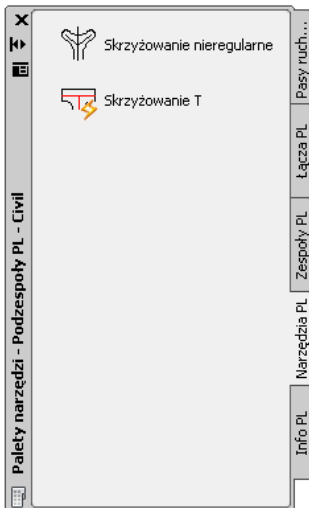 Skrzyżowanie nieregularne
Skrzyżowanie T
Pasy ruch...
Łącza PL
Zespoły PL
Narzędzia PL
Info PL
Palety narzędzi - Podzespoły PL - Civil